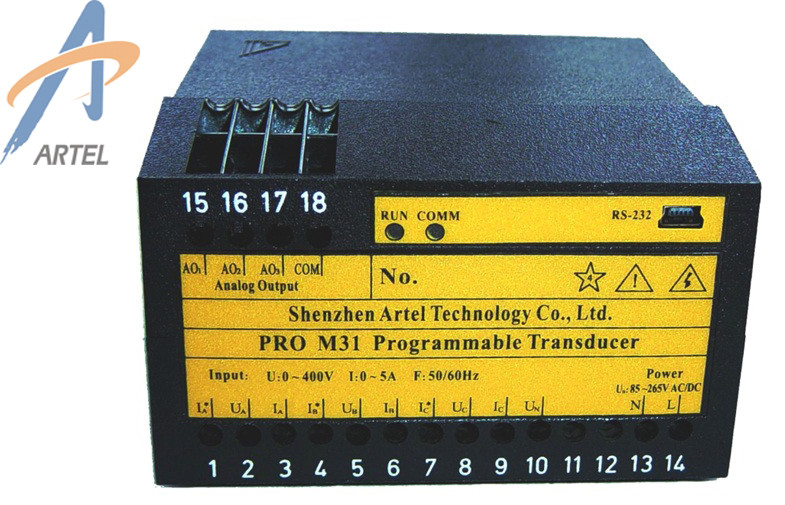 ARTEL
15 16 17 18
RUN COMM RS-232
AO₁ AO₂ AO₃ COM
Analog Output
No.
4 !
Shenzhen Artel Technology Co., Ltd.
PRO M31 Programmable Transducer
Input: U:0~400V I:0~5A F:50/60Hz
Power
Uₙ:85~265V AC/DC
I*A UA IA I*B UB IB I*C UC IC UN N L
1 2 3 4 5 6 7 8 9 10 11 12 13 14